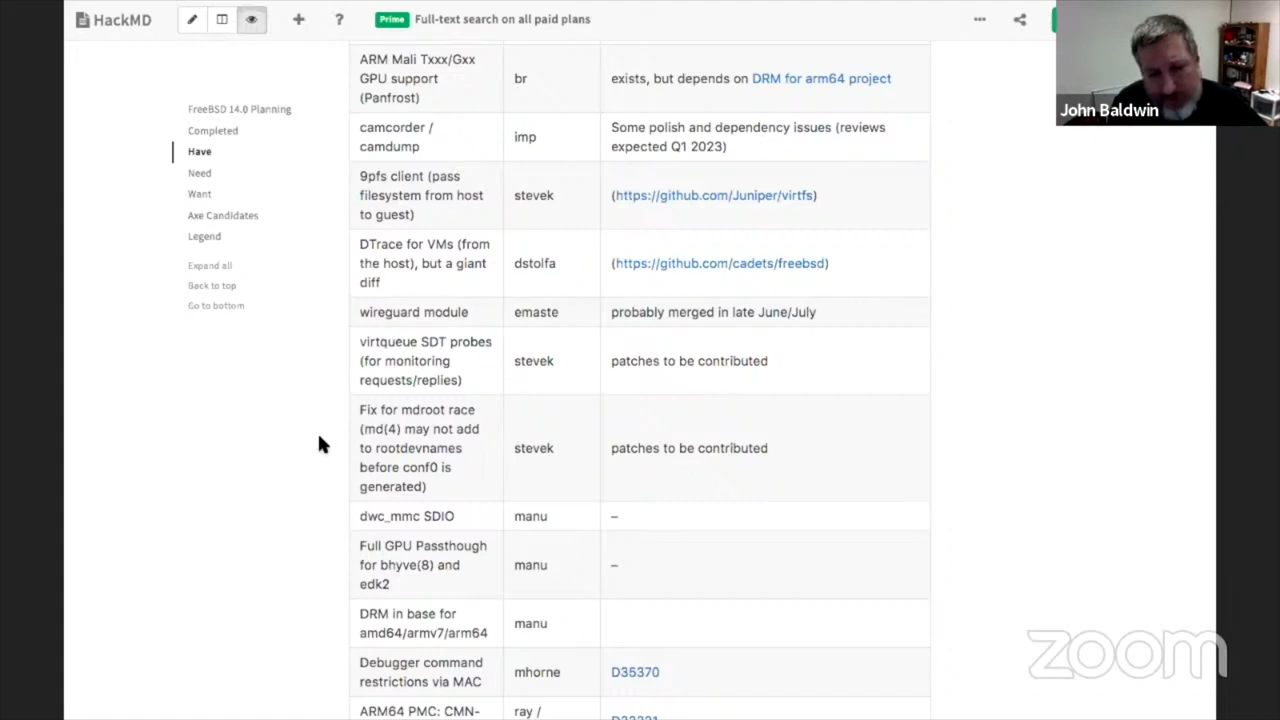 HackMD
Prime Full-text search on all paid plans
John Baldwin
FreeBSD 14.0 Planning
Completed
Have
Need
Want
Axe Candidates
Legend
Expand all
Back to top
Go to bottom
ARM Mali Txxx/Gxx
GPU support
(Panfrost)
br
exists, but depends on DRM for arm64 project
camcorder /
camdump
imp
Some polish and dependency issues (reviews
expected Q1 2023)
9pfs client (pass
filesystem from host
to guest)
stevek
(https://github.com/Juniper/virtfs)
DTrace for VMs (from
the host), but a giant
diff
dstolfa
(https://github.com/cadets/freebsd)
wireguard module
emaste
probably merged in late June/July
virtqueue SDT probes
(for monitoring
requests/replies)
stevek
patches to be contributed
Fix for mdroot race
(md(4) may not add
to rootdevnames
before conf0 is
generated)
stevek
patches to be contributed
dwc_mmc SDIO
manu
–
Full GPU Passthough
for bhyve(8) and
edk2
manu
–
DRM in base for
amd64/armv7/arm64
manu
Debugger command
restrictions via MAC
mhorne
D35370
ARM64 PMC: CMN-
ray /
zoom